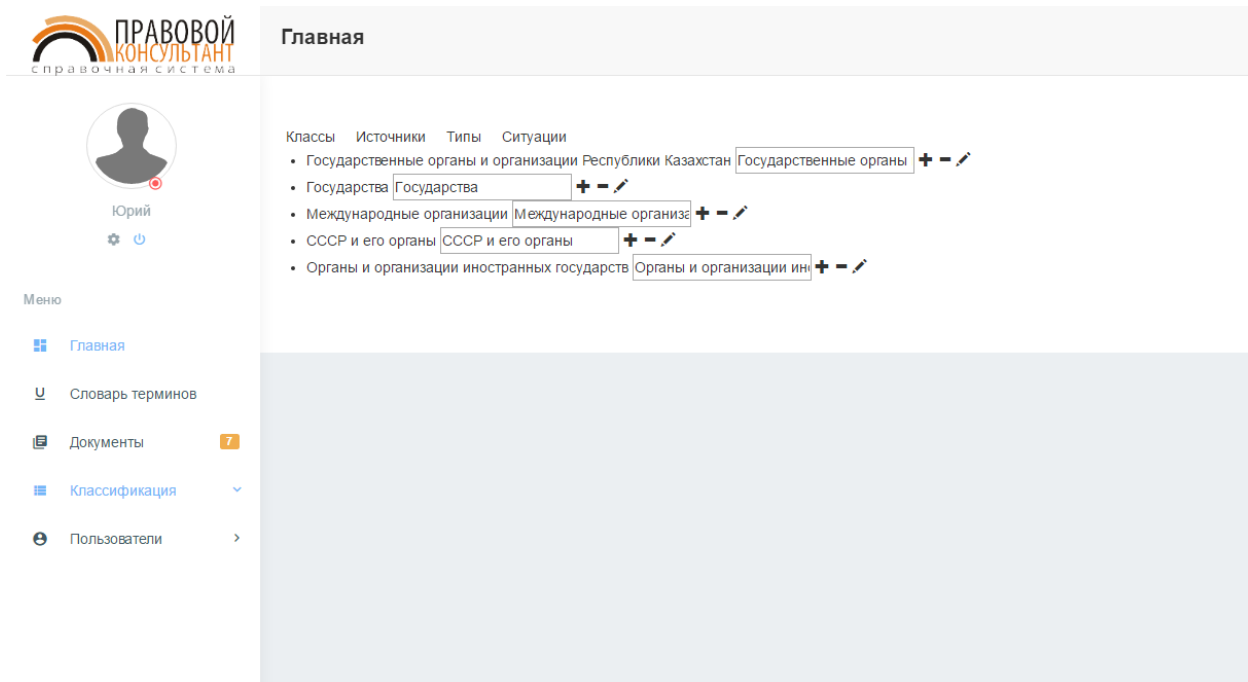 ПРАВОВОЙ
КОНСУЛЬТАНТ
справочная система
Главная
Юрий
Меню
Главная
U Словарь терминов
Документы 7
Классификация
Пользователи
Классы Источники Типы Ситуации
• Государственные органы и организации Республики Казахстан Государственные органы
• Государства Государства
• Международные организации Международные организа
• СССР и его органы СССР и его органы
• Органы и организации иностранных государств Органы и организации ин